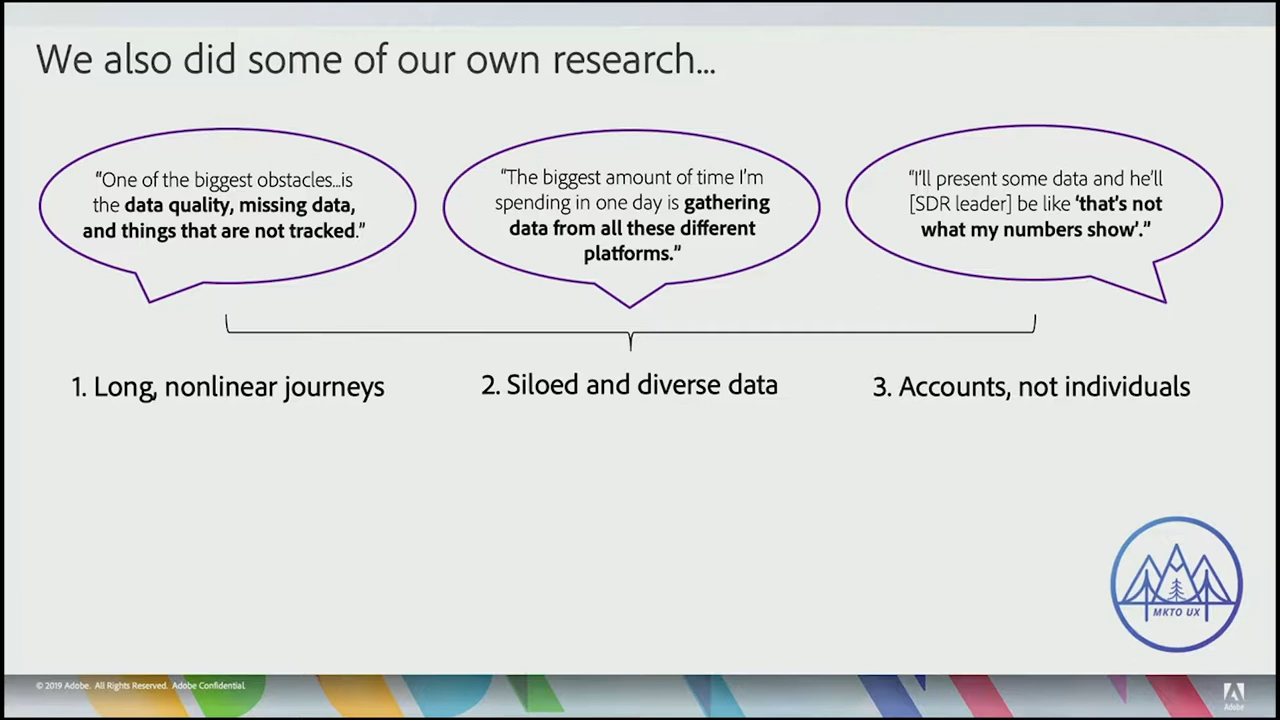 We also did some of our own research...
"One of the biggest obstacles...is
the data quality, missing data,
and things that are not tracked."
"The biggest amount of time I'm
spending in one day is gathering
data from all these different
platforms."
"I'll present some data and he'll
[SDR leader] be like 'that's not
what my numbers show'."
1. Long, nonlinear journeys
2. Siloed and diverse data
3. Accounts, not individuals
MKTO UX
© 2019 Adobe. All Rights Reserved. Adobe Confidential.
Adobe